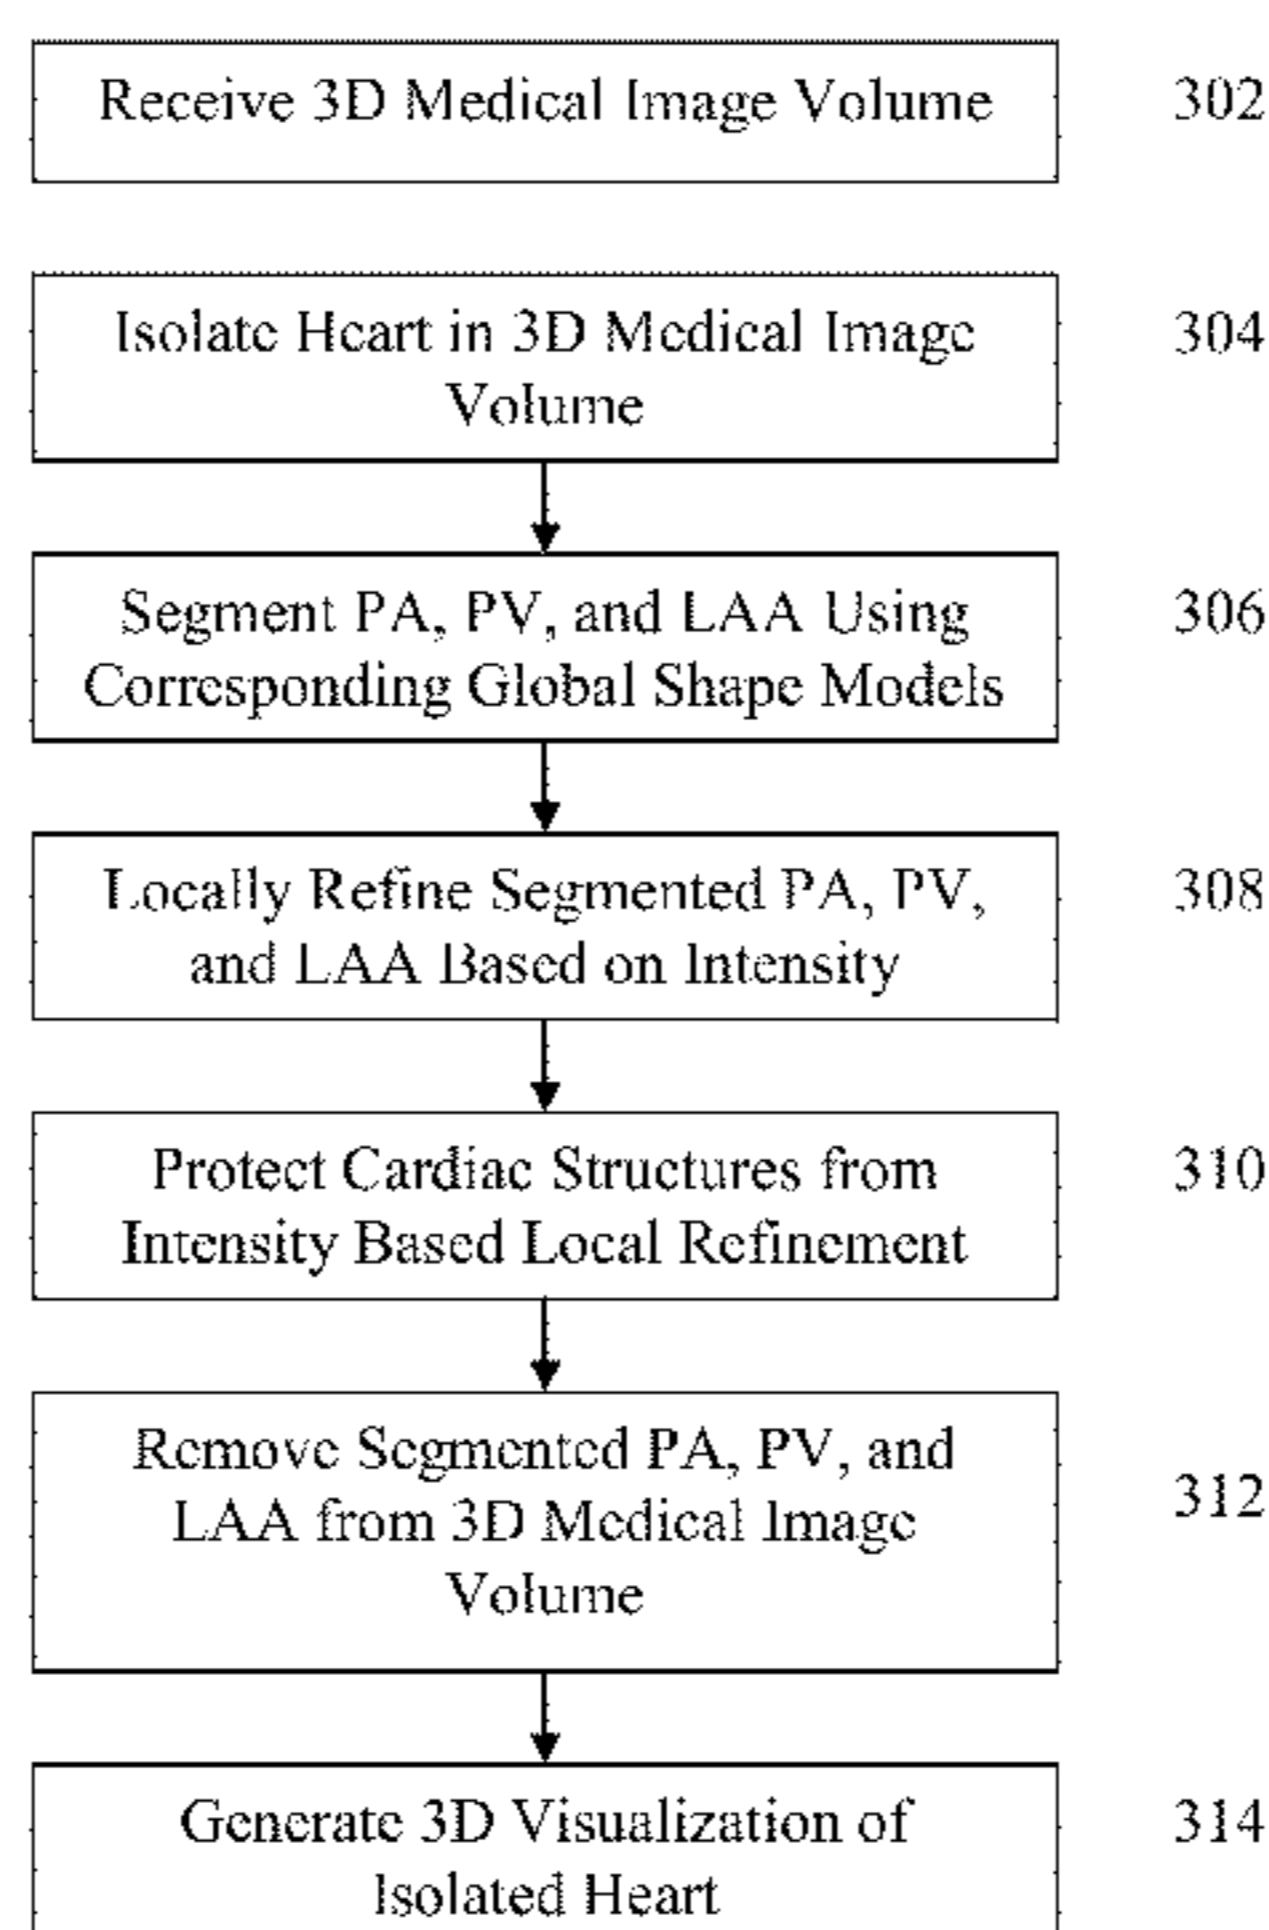 Receive 3D Medical Image Volume 302
Isolate Heart in 3D Medical Image 304
Volume
Segment PA, PV, and LAA Using 306
Corresponding Global Shape Models
Locally Refine Segmented PA, PV, 308
and LAA Based on Intensity
Protect Cardiac Structures from 310
Intensity Based Local Refinement
Remove Segmented PA, PV, and
LAA from 3D Medical Image 312
Volume
Generate 3D Visualization of 314
Isolated Heart